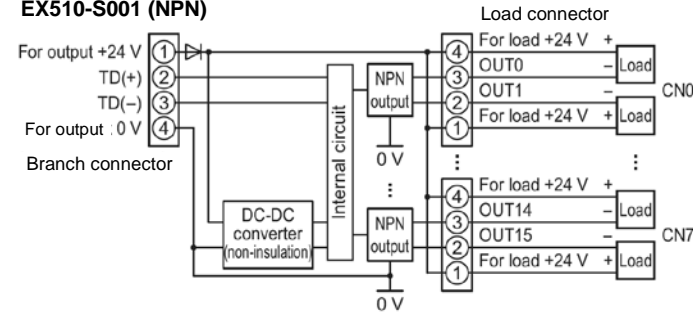 EX510-S001 (NPN)
Load connector
For output +24 V
TD(+)
TD(–)
For output : 0 V
Branch connector
1
2
3
4
Internal circuit
DC-DC
converter
(non-insulation)
NPN
output
0 V
NPN
output
0 V
4
3
2
1
For load +24 V +
OUT0 –
OUT1 –
For load +24 V +
Load
Load
CN0
4
3
2
1
For load +24 V +
OUT14 –
OUT15 –
For load +24 V +
Load
Load
CN7